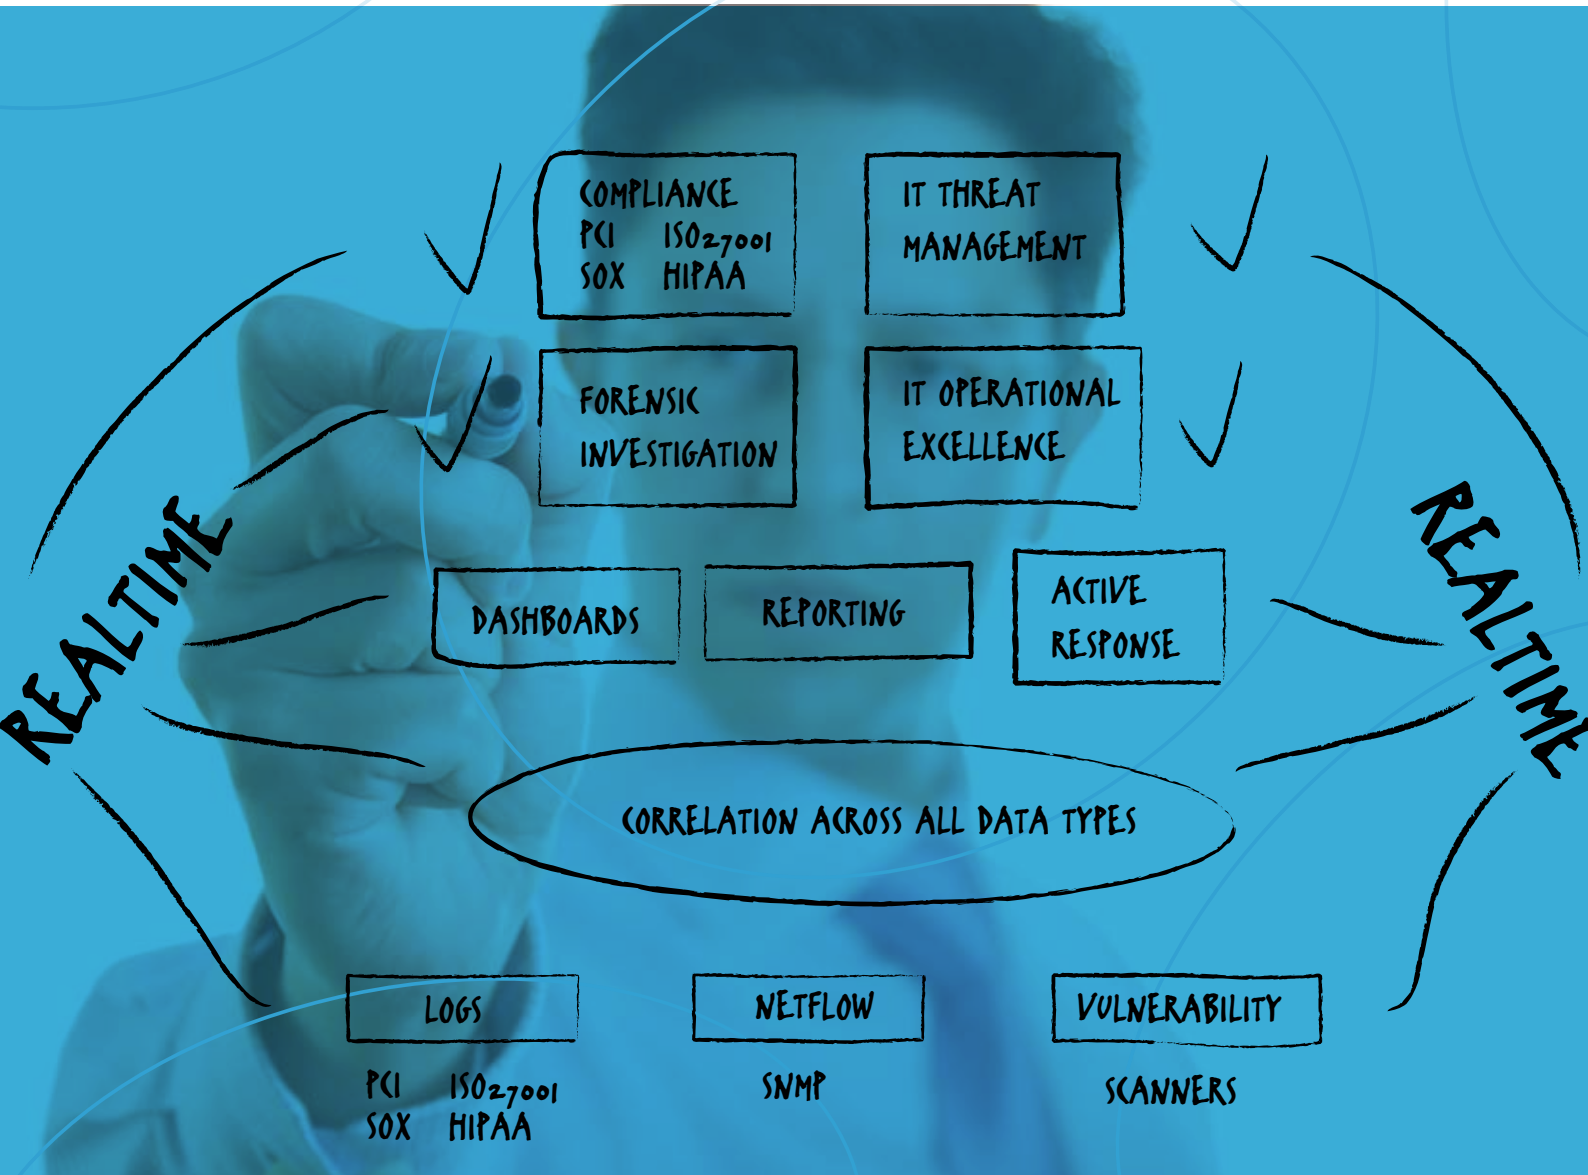 COMPLIANCE
PCI ISO27001
SOX HIPAA
IT THREAT
MANAGEMENT
FORENSIC
INVESTIGATION
IT OPERATIONAL
EXCELLENCE
REALTIME
REALTIME
DASHBOARDS
REPORTING
ACTIVE
RESPONSE
CORRELATION ACROSS ALL DATA TYPES
LOGS
NETFLOW
VULNERABILITY
PCI ISO27001
SOX HIPAA
SNMP
SCANNERS